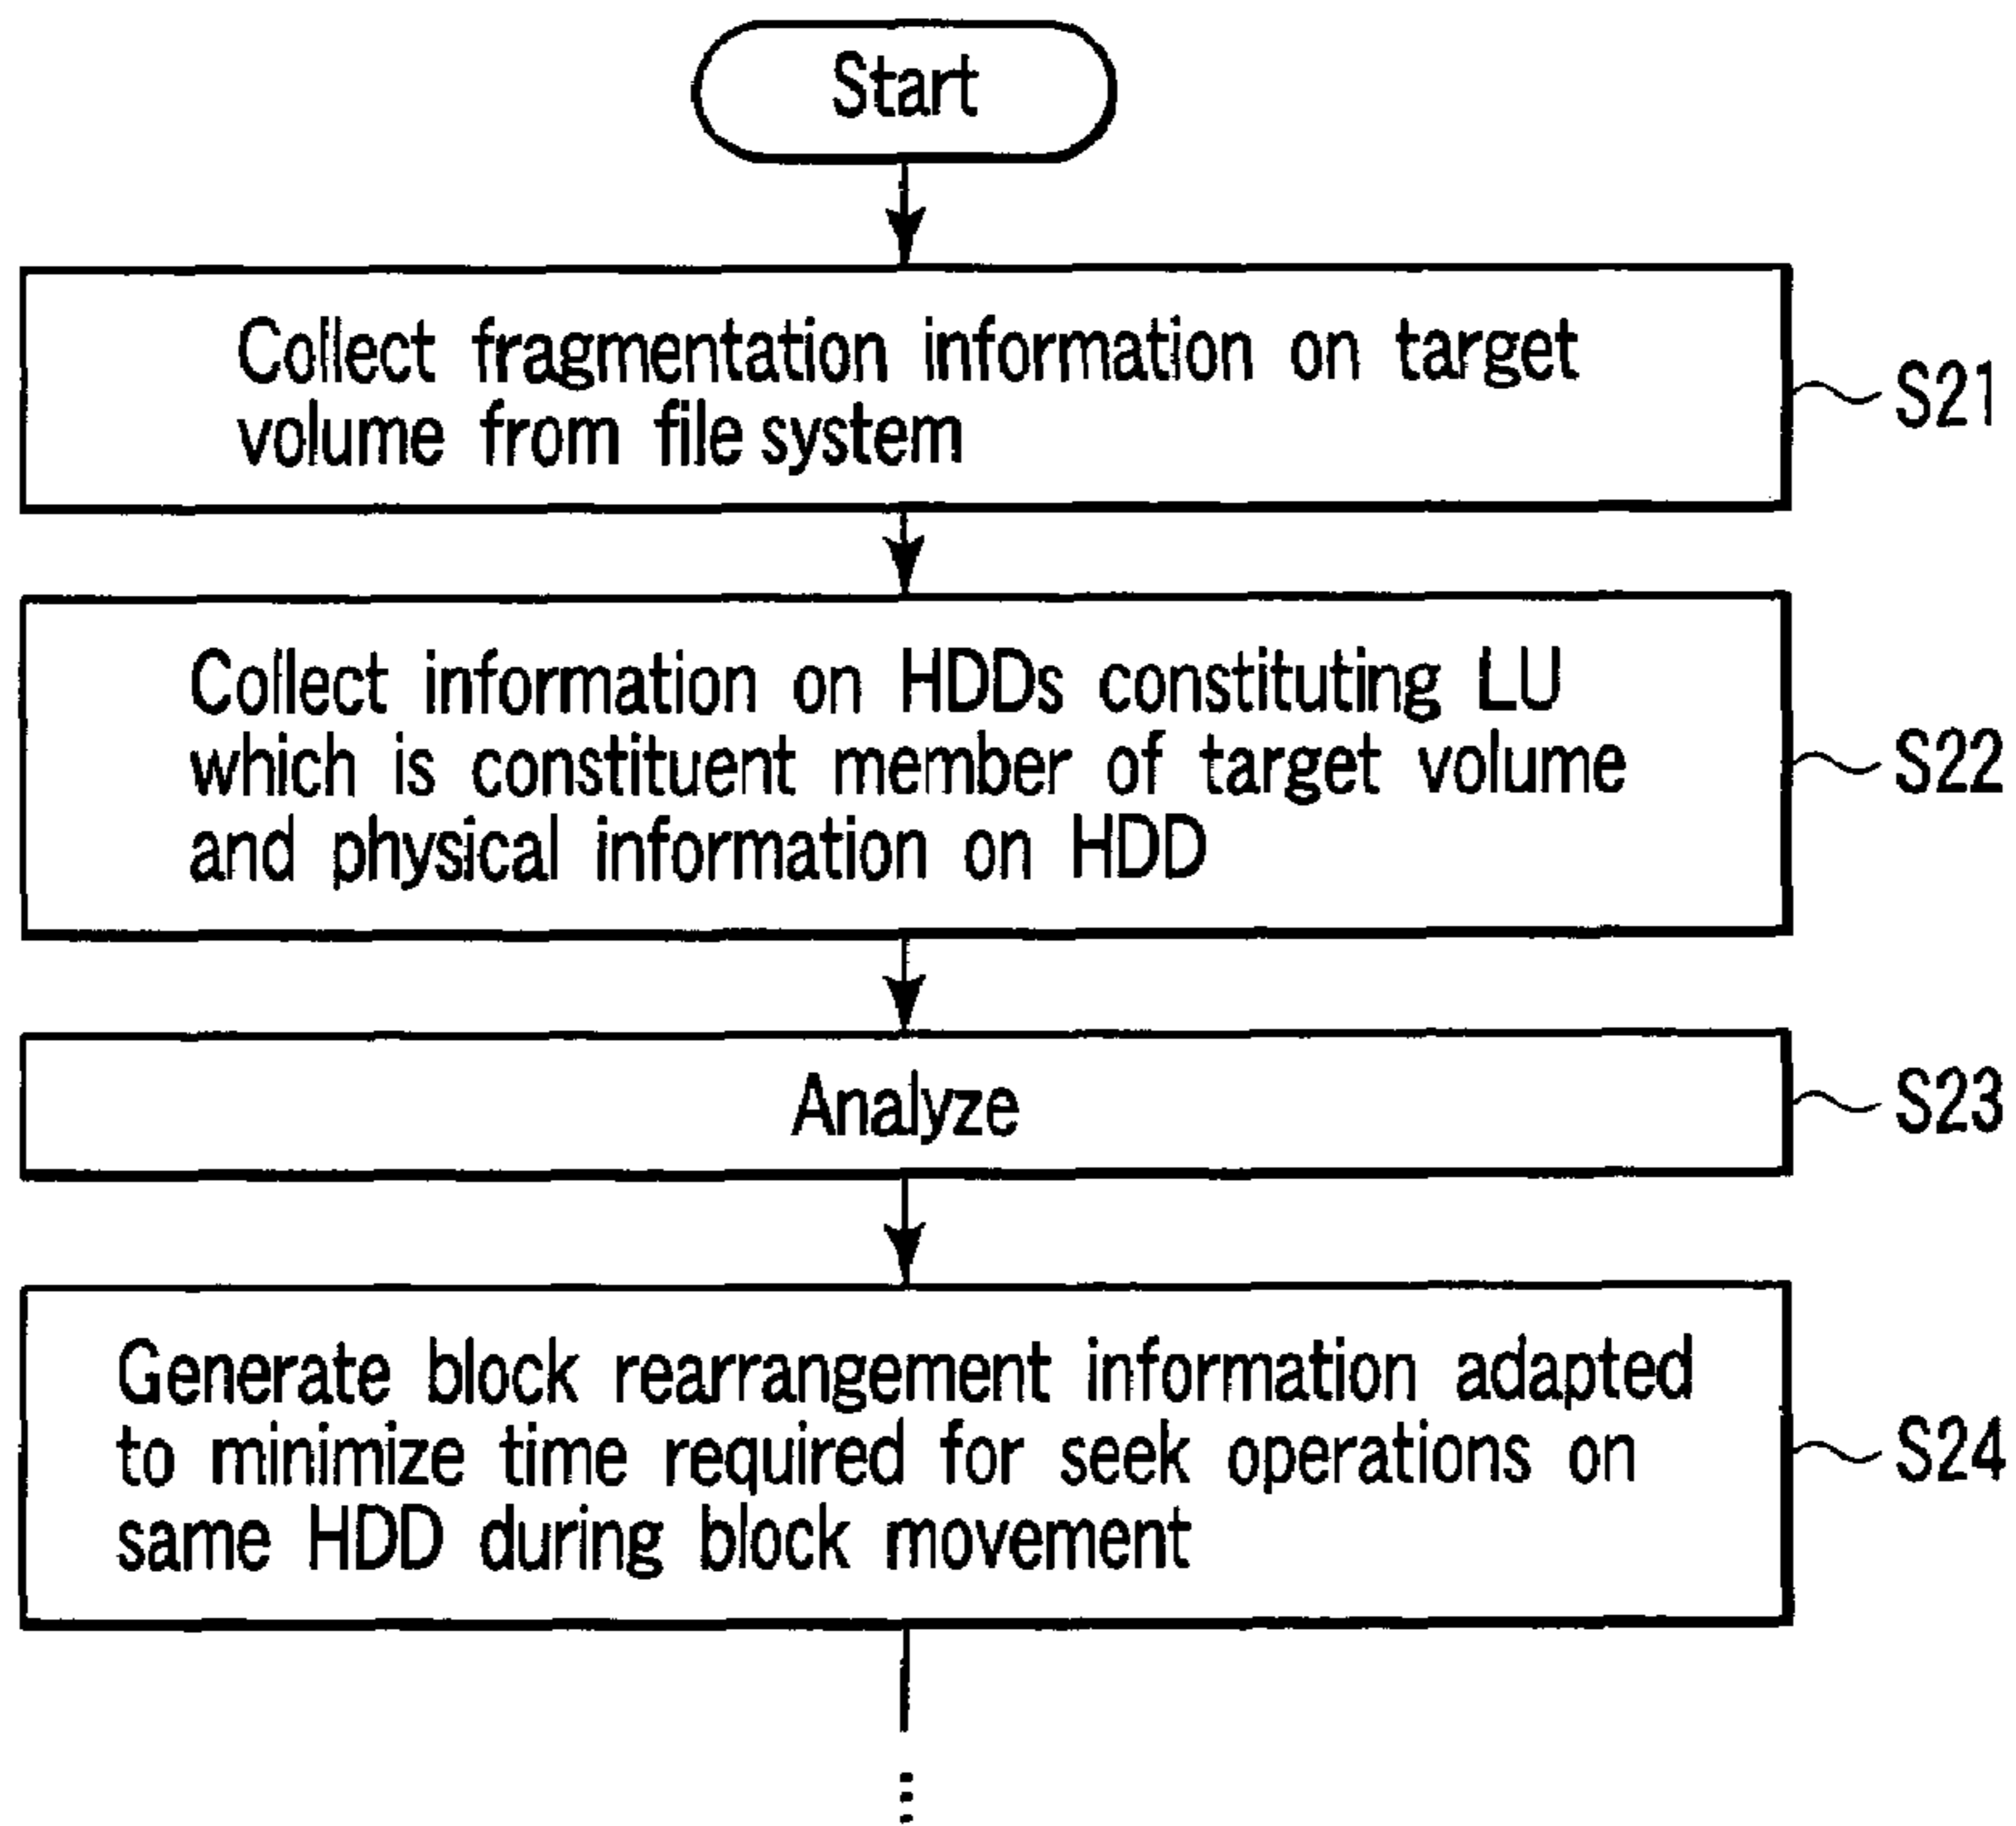 Start
Collect fragmentation information on target
volume from file system
S21
Collect information on HDDs constituting LU
which is constituent member of target volume
and physical information on HDD
S22
Analyze
S23
Generate block rearrangement information adapted
to minimize time required for seek operations on
same HDD during block movement
S24